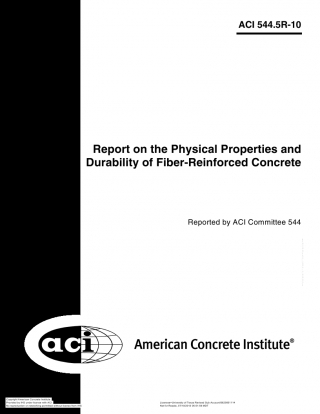 ACI 544.5R-10
Report on the Physical Properties and
Durability of Fiber-Reinforced Concrete
Reported by ACI Committee 544
aci
American Concrete Institute®